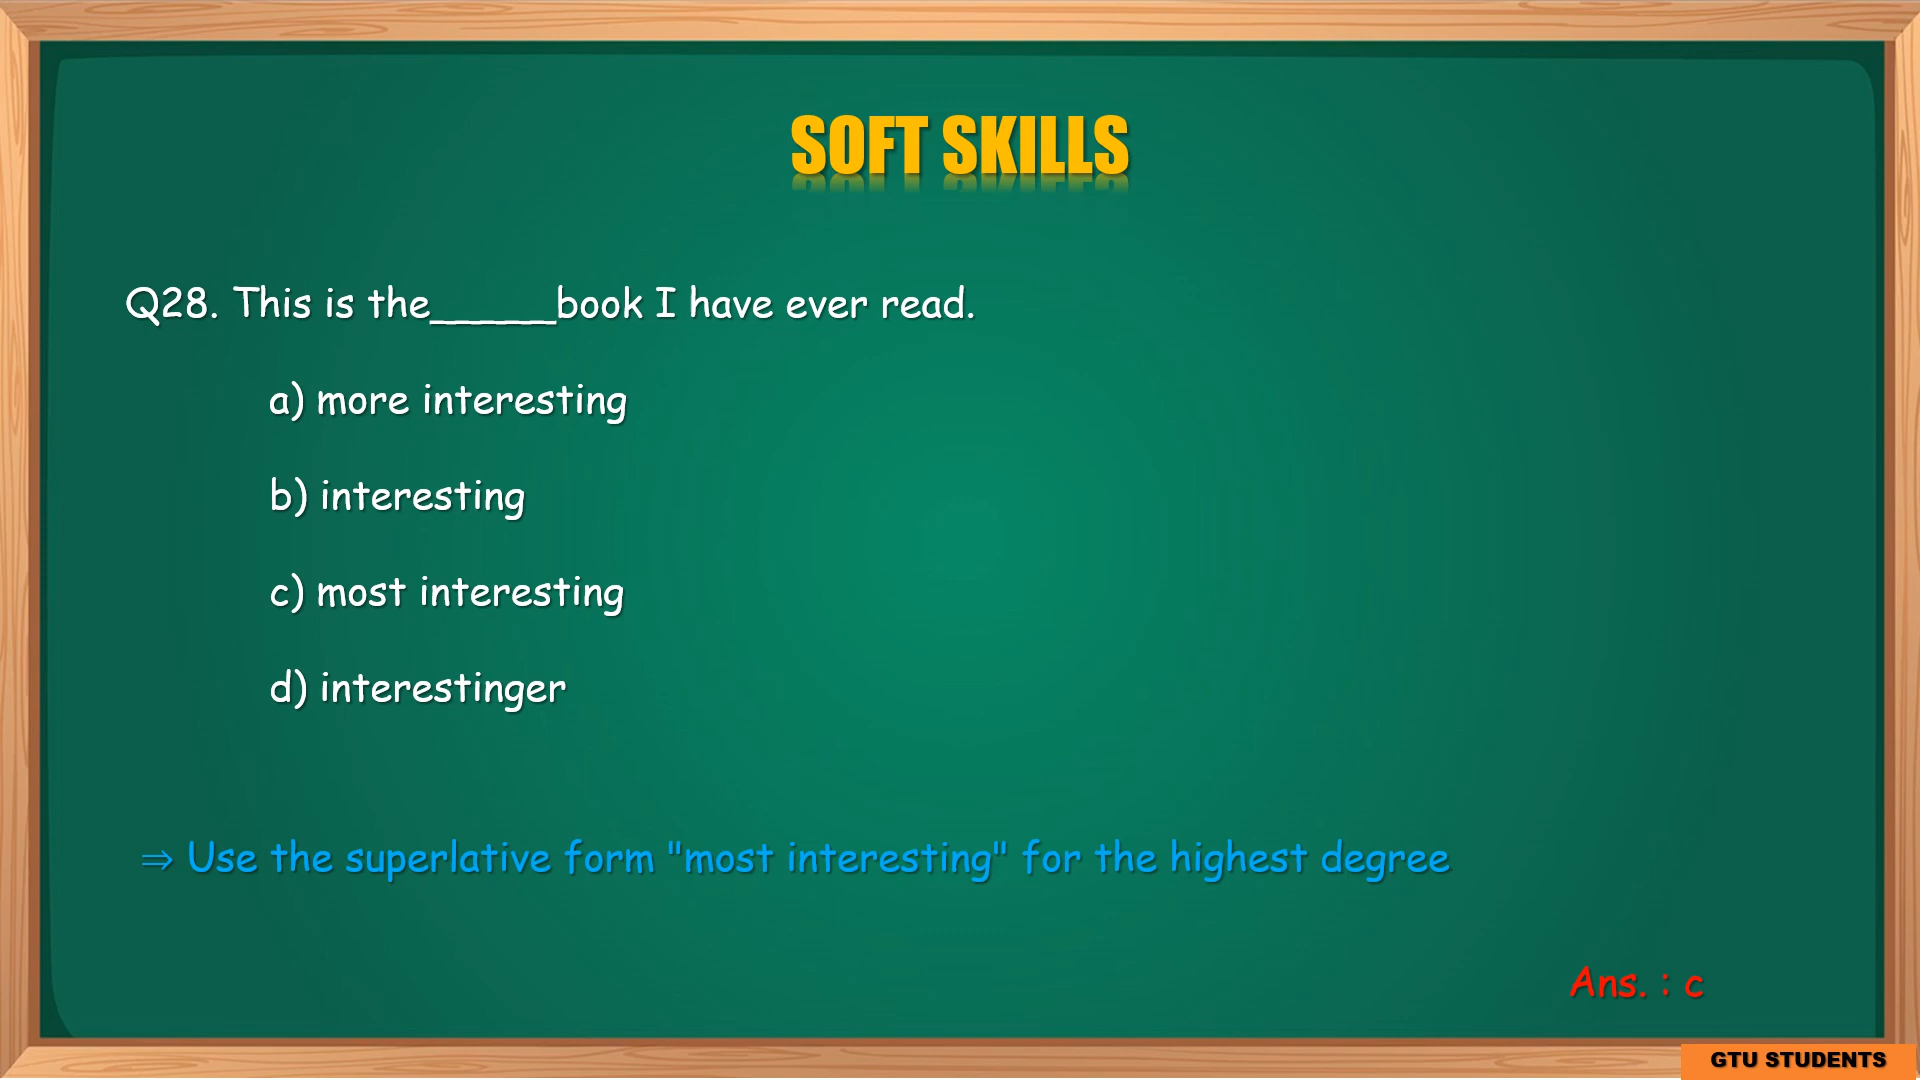 SOFT SKILLS
Q28. This is the_____book I have ever read.
a) more interesting
b) interesting
c) most interesting
d) interestinger
⇒ Use the superlative form "most interesting" for the highest degree
Ans. : c
GTU STUDENTS